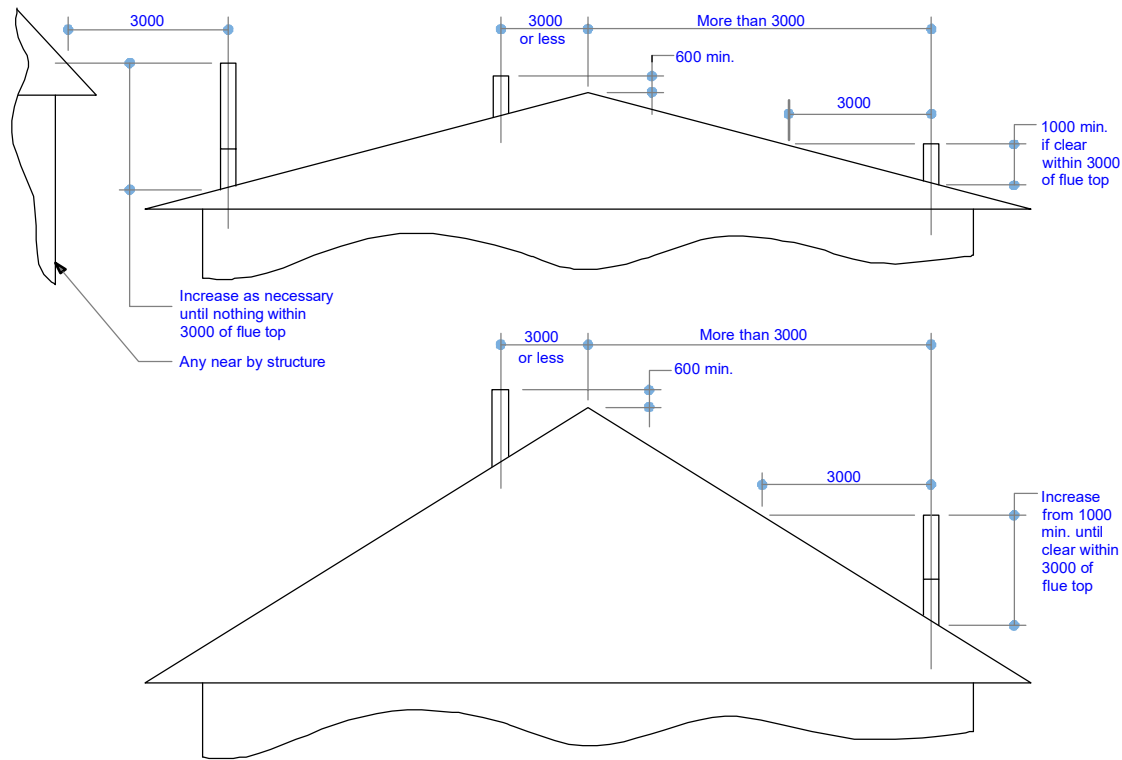 3000
3000
or less
More than 3000
600 min.
3000
1000 min.
if clear
within 3000
of flue top
Increase as necessary
until nothing within
3000 of flue top
Any near by structure
3000
or less
More than 3000
600 min.
3000
Increase
from 1000
min. until
clear within
3000 of
flue top